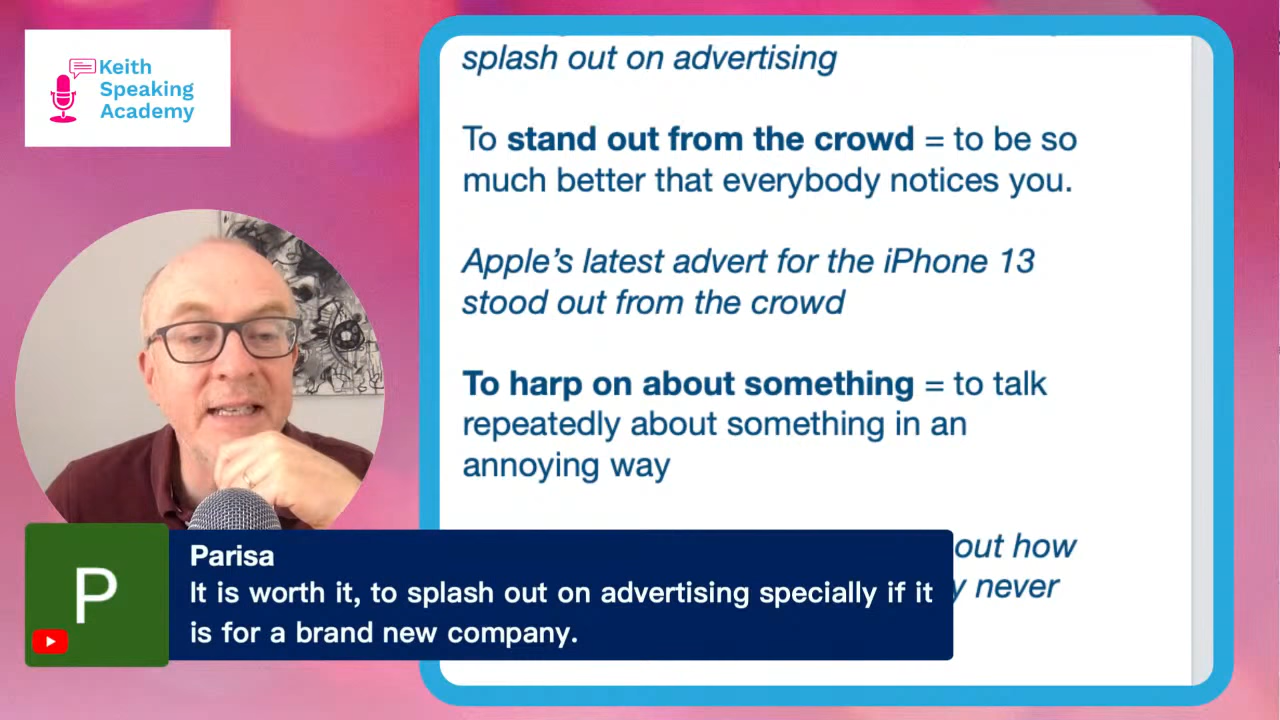 Keith
Speaking
Academy
splash out on advertising
To stand out from the crowd = to be so
much better that everybody notices you.
Apple's latest advert for the iPhone 13
stood out from the crowd
To harp on about something = to talk
repeatedly about something in an
annoying way
out how
never
P
Parisa
It is worth it, to splash out on advertising specially if it
is for a brand new company.